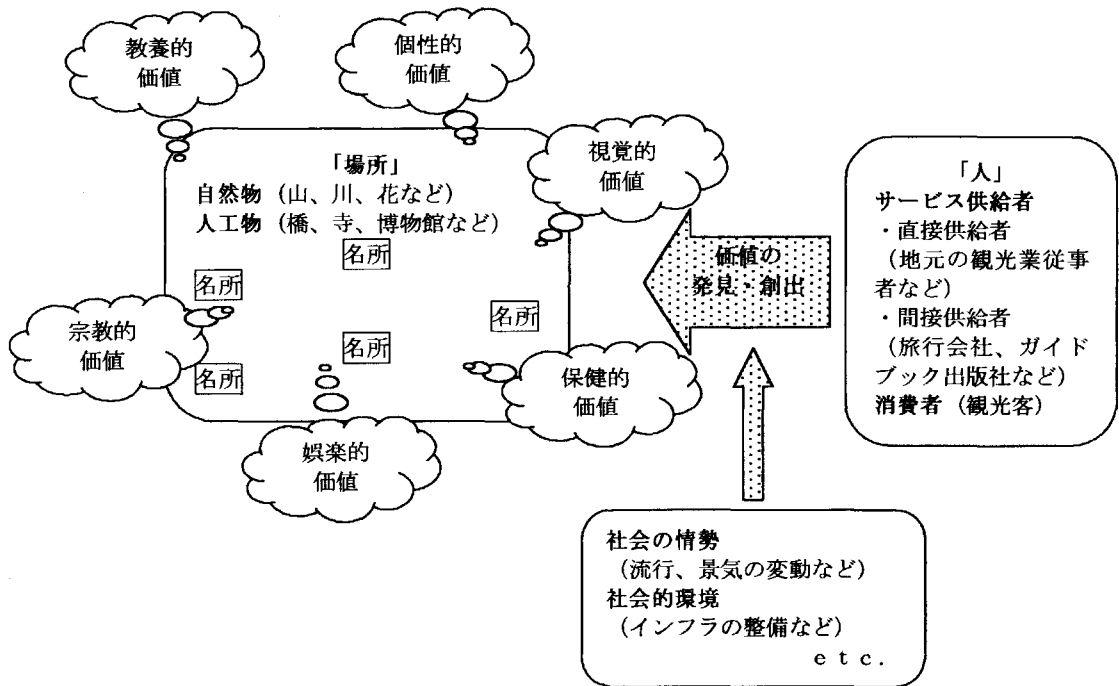 教養的
価値
個性的
価値
視覚的
価値
「場所」
自然物（山、川、花など）
人工物（橋、寺、博物館など）
名所
名所
名所
名所
名所
宗教的
価値
保健的
価値
娯楽的
価値
価値の
発見・創出
「人」
サービス供給者
・直接供給者
（地元の観光業従事
者など）
・間接供給者
（旅行会社、ガイド
ブック出版社など）
消費者（観光客）
社会の情勢
（流行、景気の変動など）
社会的環境
（インフラの整備など）
ｅｔｃ．